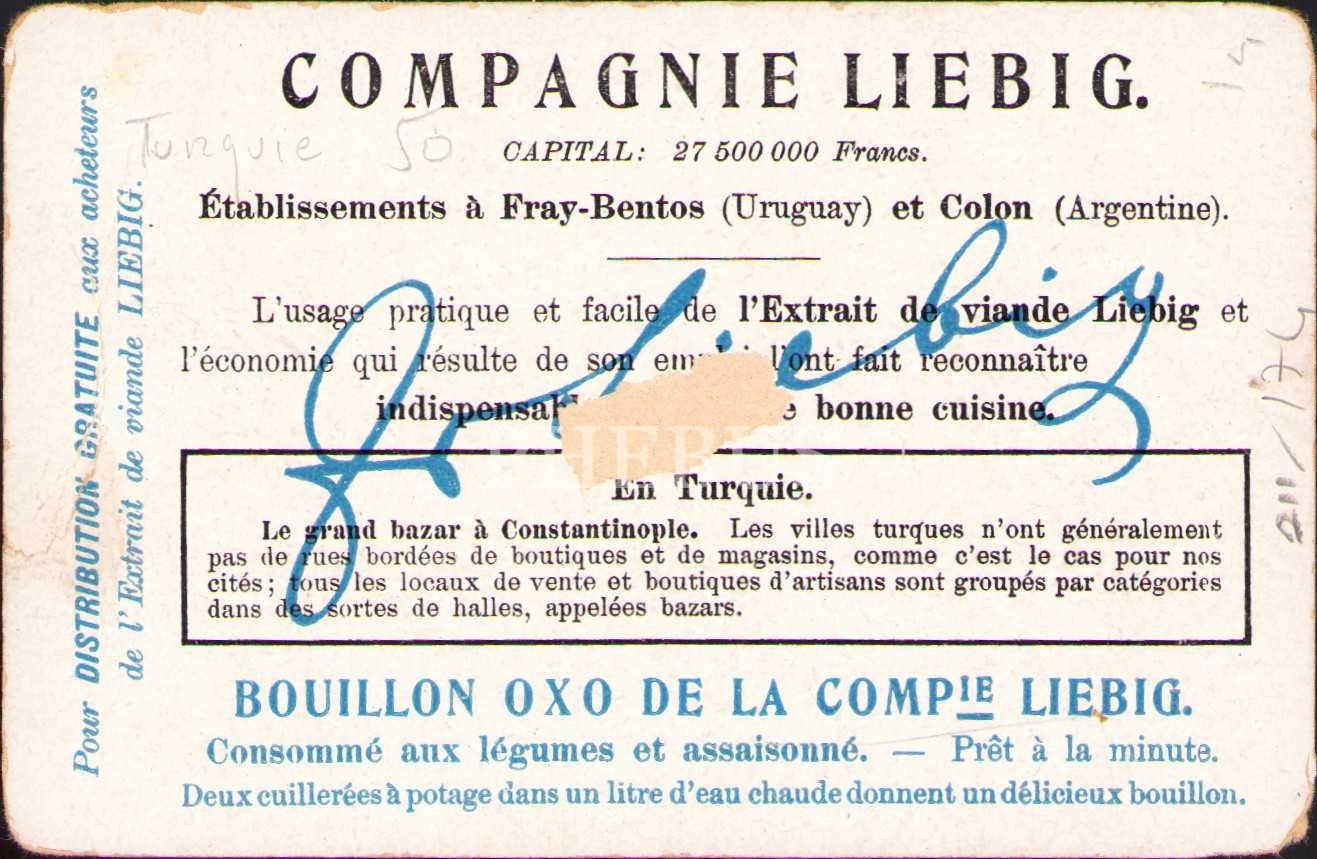 COMPAGNIE LIEBIG.
CAPITAL: 27 500 000 Francs.
Établissements à Fray-Bentos (Uruguay) et Colon (Argentine).
L'usage pratique et facile de l'Extrait de viande Liebig et
l'économie qui résulte de son l'ont fait reconnaître
bonne cuisine.
En Turquie.
Le grand bazar à Constantinople. Les villes turques n'ont généralement
pas de rues bordées de boutiques et de magasins, comme c'est le cas pour nos
cités; tous les locaux de vente et boutiques d'artisans sont groupés par catégories
dans des sortes de halles, appelées bazars.
BOUILLON OXO DE LA COMPIE LIEBIG.
Consommé aux légumes et assaisonné. — Prêt à la minute.
Deux cuillerées à potage dans un litre d'eau chaude donnent un délicieux bouillon.
Pour DISTRIBUTION GRATUITE aux acheteurs
de l'Extrait de viande LIEBIG.
Turquie 50
J v Liebig
PHEBUS
211/174